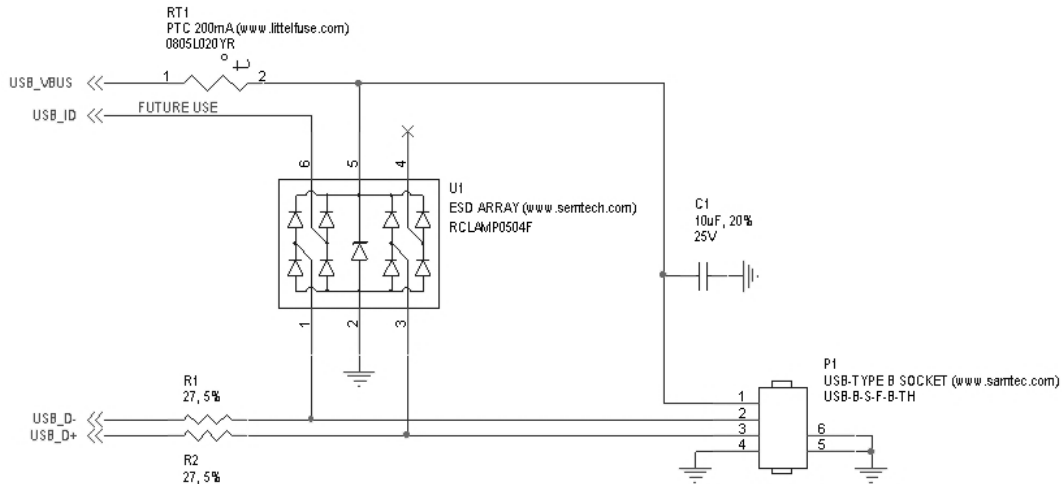 RT1
PTC 200mA (www.littelfuse.com)
0805L020YR
t
USB_VBUS
1
2
USB_ID
FUTURE USE
6
5
4
U1
ESD ARRAY (www.semtech.com)
RCLAMP0504F
C1
10uF, 20%
25V
1
2
3
R1
27, 5%
USB_D-
USB_D+
R2
27, 5%
P1
USB-TYPE B SOCKET (www.samtec.com)
USB-B-S-F-B-TH
1
2
3
4
6
5